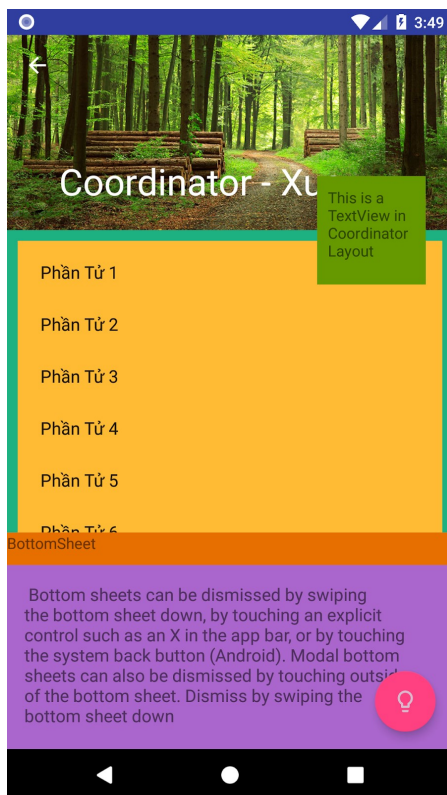 3:49
Coordinator - Xu
This is a
TextView in
Coordinator
Layout
Phần Tử 1
Phần Tử 2
Phần Tử 3
Phần Tử 4
Phần Tử 5
Phần Tử 6
BottomSheet
Bottom sheets can be dismissed by swiping
the bottom sheet down, by touching an explicit
control such as an X in the app bar, or by touching
the system back button (Android). Modal bottom
sheets can also be dismissed by touching outsid
of the bottom sheet. Dismiss by swiping the
bottom sheet down